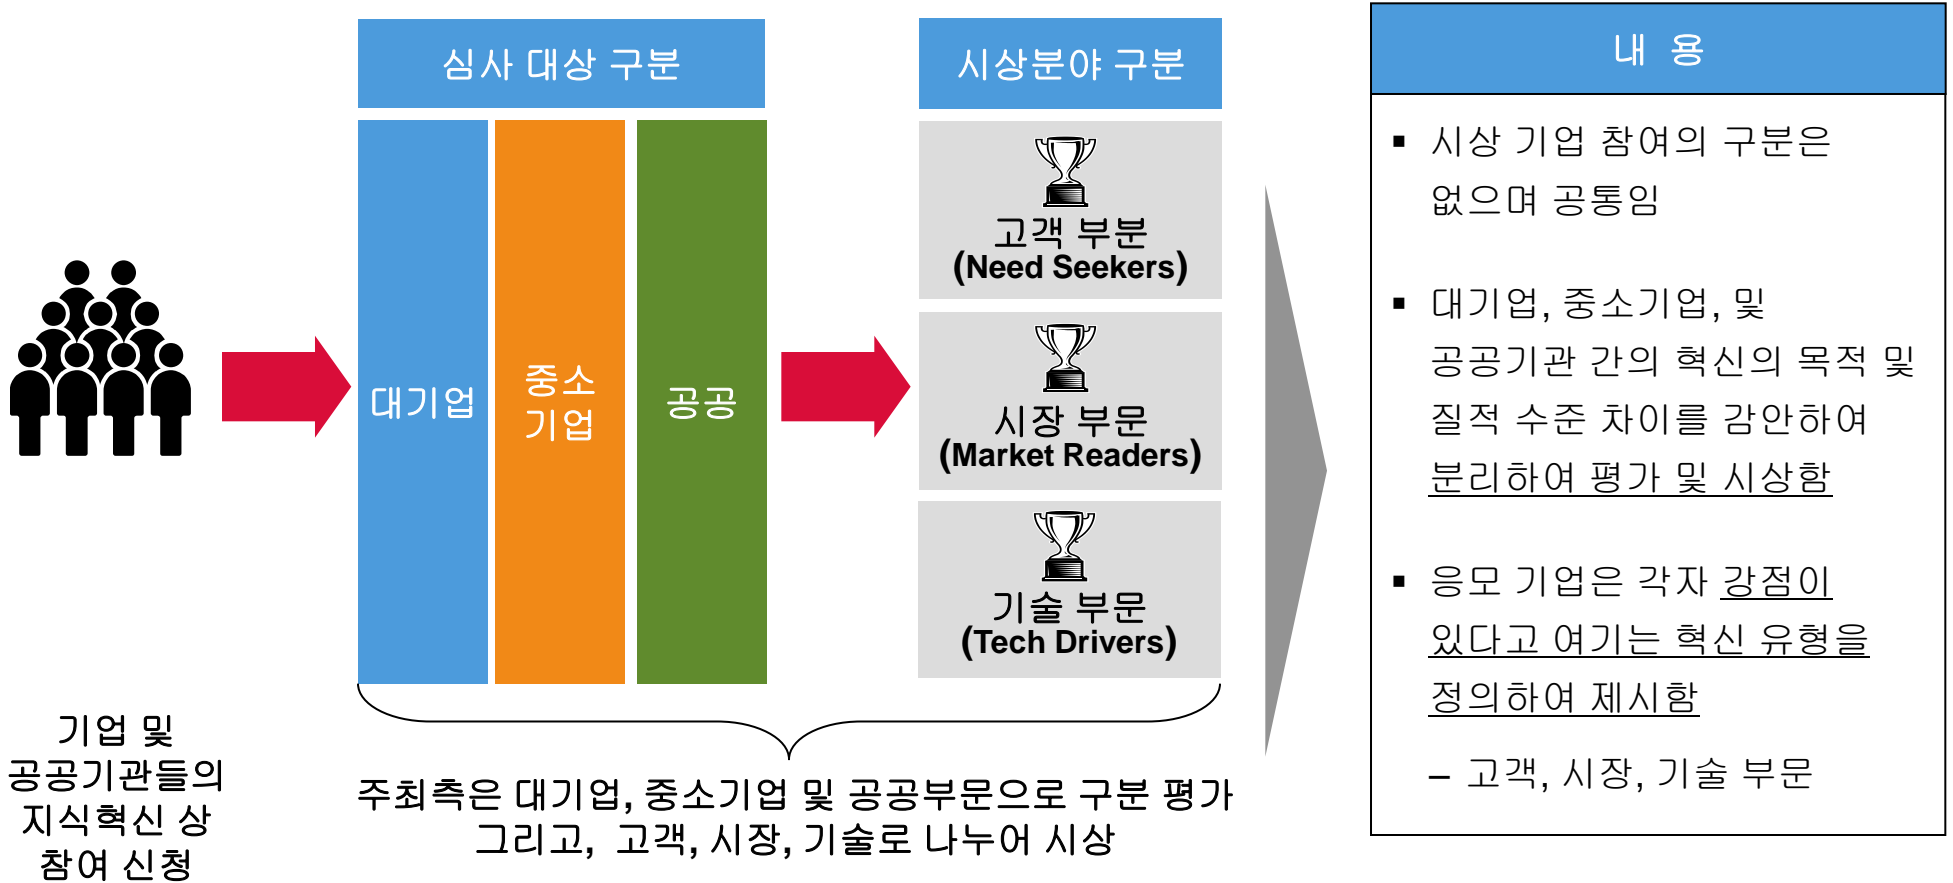 심사 대상 구분
대기업
중소
기업
공공
시상분야 구분
고객 부분
(Need Seekers)
시장 부문
(Market Readers)
기술 부문
(Tech Drivers)
기업 및
공공기관들의
지식혁신 상
참여 신청
주최측은 대기업, 중소기업 및 공공부문으로 구분 평가
그리고, 고객, 시장, 기술로 나누어 시상
내 용
▪ 시상 기업 참여의 구분은
없으며 공통임
▪ 대기업, 중소기업, 및
공공기관 간의 혁신의 목적 및
질적 수준 차이를 감안하여
분리하여 평가 및 시상함
▪ 응모 기업은 각자 강점이
있다고 여기는 혁신 유형을
정의하여 제시함
– 고객, 시장, 기술 부문